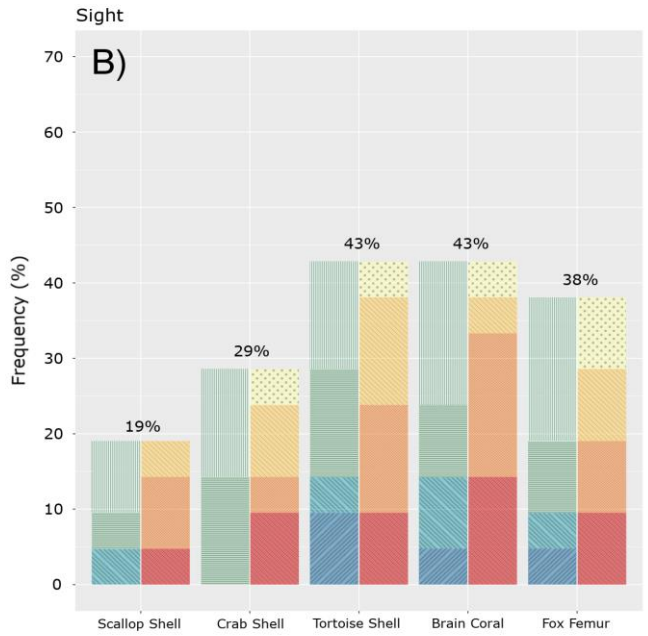 Sight
B)
70
60
50
40
30
20
10
0
Frequency (%)
19%
29%
43%
43%
38%
Scallop Shell
Crab Shell
Tortoise Shell
Brain Coral
Fox Femur